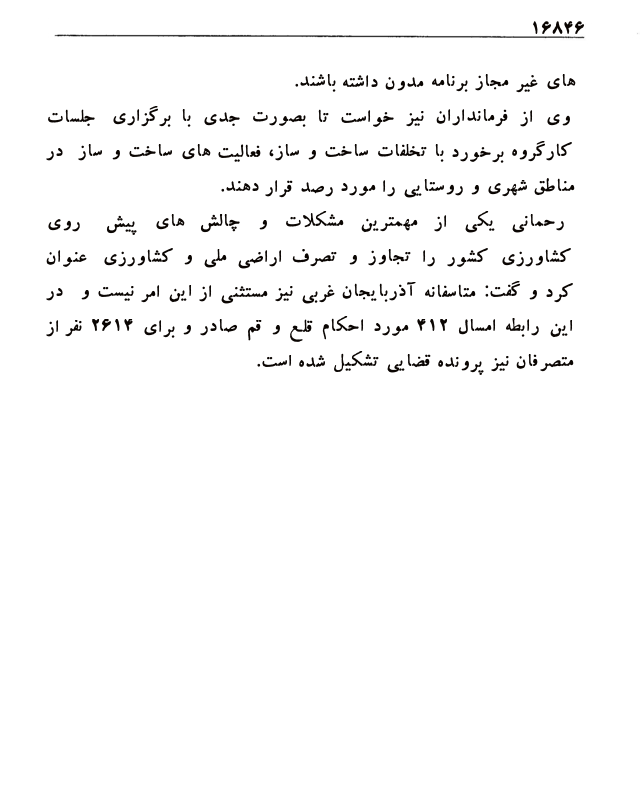 ۱۶۸۴۶
های غیر مجاز برنامه مدون داشته باشند.
وی از فرمانداران نیز خواست تا بصورت جدی با برگزاری جلسات
کارگروه برخورد با تخلفات ساخت و ساز، فعالیت های ساخت و ساز در
مناطق شهری و روستایی را مورد رصد قرار دهند.
رحمانی یکی از مهمترین مشکلات و چالش های پیش روی
کشاورزی کشور را تجاوز و تصرف اراضی ملی و کشاورزی عنوان
کرد و گفت: متاسفانه آذربایجان غربی نیز مستثنی از این امر نیست و در
این رابطه امسال ۴۱۲ مورد احکام قلع و قم صادر و برای ۲۶۱۴ نفر از
متصرفان نیز پرونده قضایی تشکیل شده است.